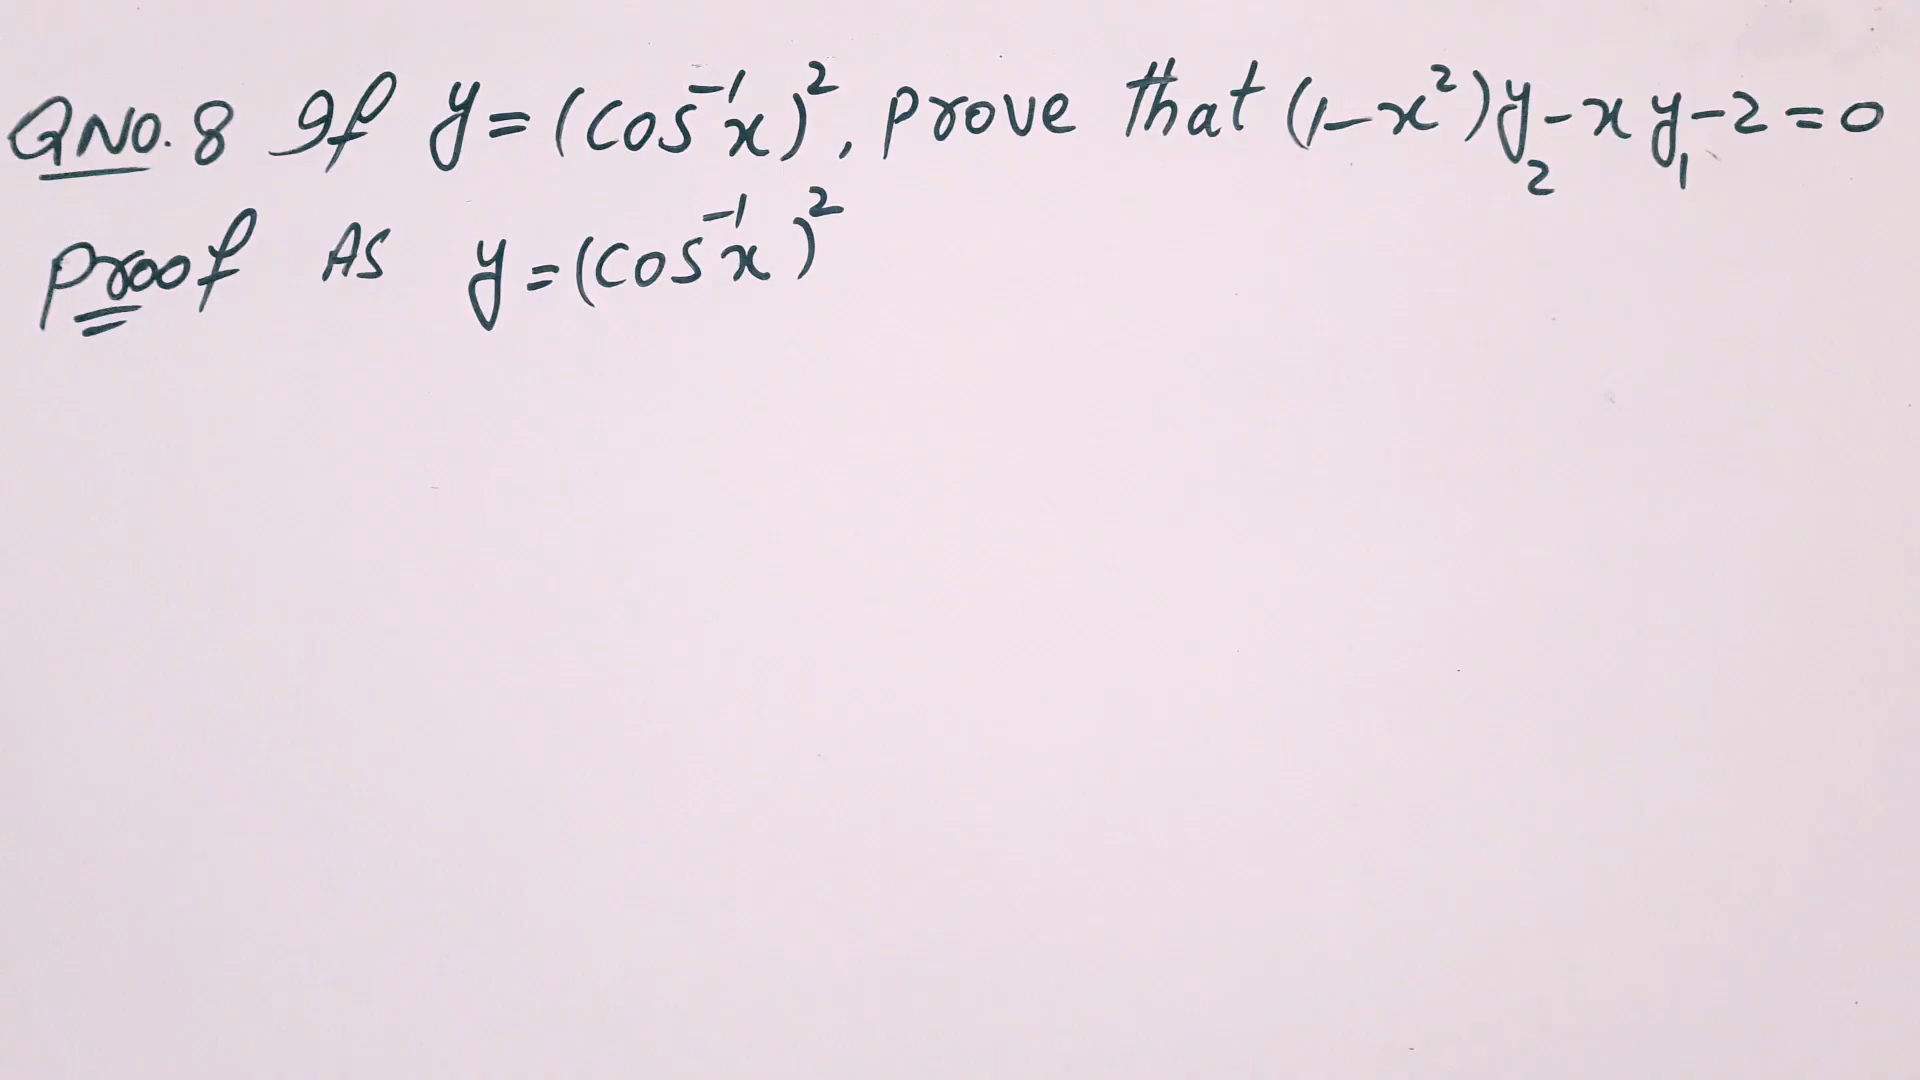 QNO. 8 If y = (cos⁻¹x)², prove that (1-x²)y₂ - xy₁ - 2 = 0
Proof As y = (cos⁻¹x)²